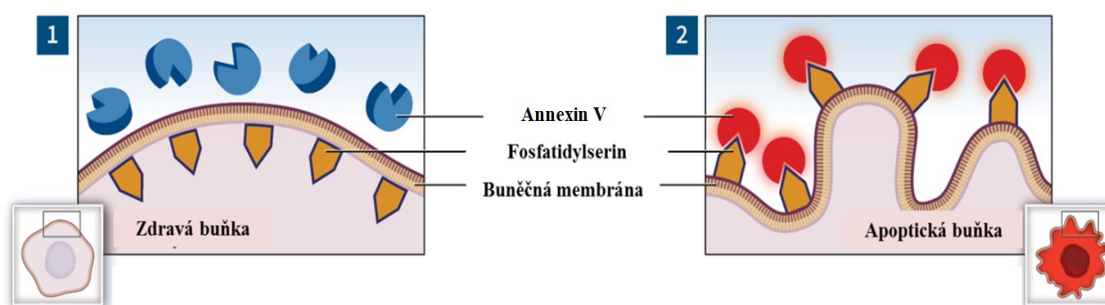 1
2
Annexin V
Fosfatidylserin
Buněčná membrána
Zdravá buňka
Apoptická buňka